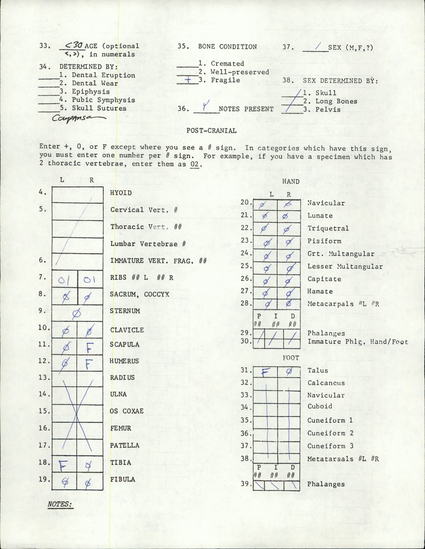 33. <30 AGE (optional <,>), in numerals
34. DETERMINED BY:
1. Dental Eruption
2. Dental Wear
3. Epiphysis
4. Pubic Symphysis
5. Skull Sutures
35. BONE CONDITION
1. Cremated
2. Well-preserved
+ 3. Fragile
36. Y NOTES PRESENT
37. / SEX (M,F,?)
38. SEX DETERMINED BY:
1. Skull
2. Long Bones
3. Pelvis
POST-CRANIAL
Enter +, 0, or F except where you see a # sign. In categories which have this sign,
you must enter one number per # sign. For example, if you have a specimen which has
2 thoracic vertebrae, enter them as 02.
L R
4. HYOID
5. Cervical Vert. #
Thoracic Vert. ##
Lumbar Vertebrae #
6. IMMATURE VERT. FRAG. ##
7. 01 01 RIBS ## L ## R
8. Ø Ø SACRUM, COCCYX
9. Ø STERNUM
10. Ø Ø CLAVICLE
11. Ø F SCAPULA
12. Ø F HUMERUS
13. RADIUS
14. ULNA
15. OS COXAE
16. FEMUR
17. PATELLA
18. F Ø TIBIA
19. Ø Ø FIBULA
NOTES:
HAND
L R
20. Ø Ø Navicular
21. Ø Ø Lunate
22. Ø Ø Triquetral
23. Ø Ø Pisiform
24. Ø Ø Grt. Multangular
25. Ø Ø Lesser Multangular
26. Ø Ø Capitate
27. Ø Ø Hamate
28. Ø Ø Metacarpals #L #R
P I D
## ## ##
29. Phalanges
30. Immature Phlg, Hand/Foot
FOOT
31. F Ø Talus
32. Calcaneus
33. Navicular
34. Cuboid
35. Cuneiform 1
36. Cuneiform 2
37. Cuneiform 3
38. Metatarsals #L #R
P I D
## ## ##
39. Phalanges